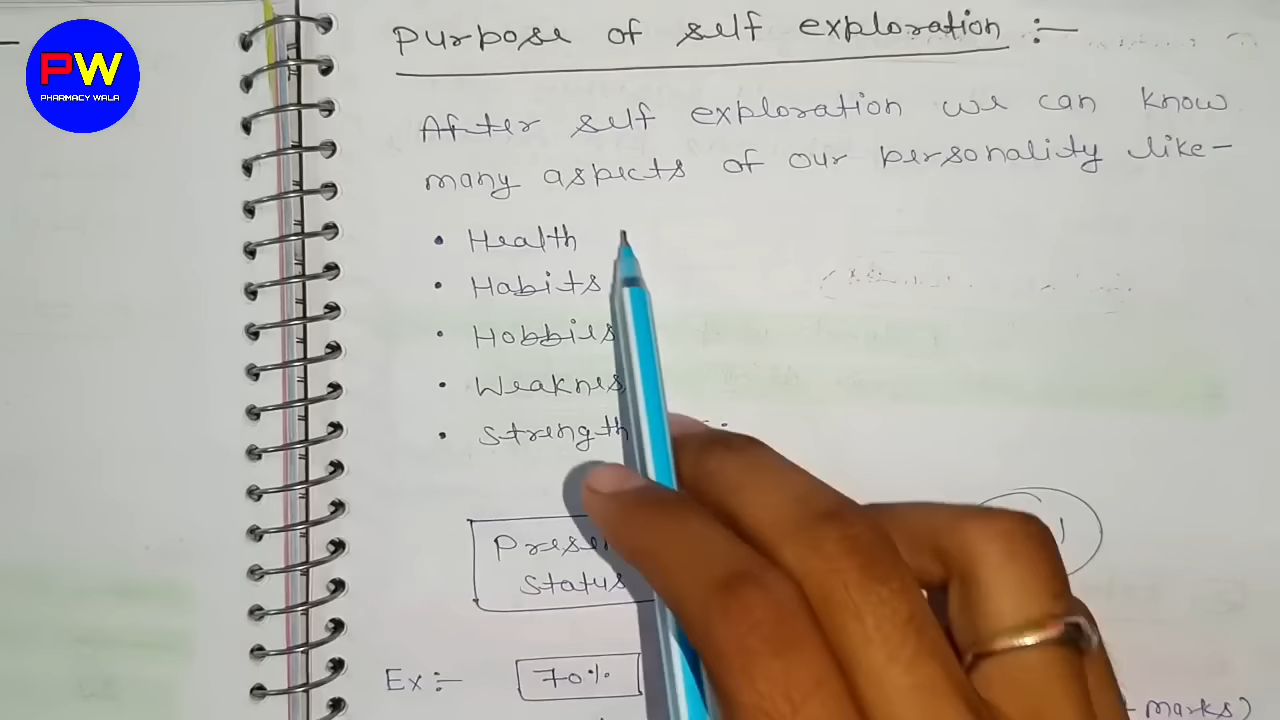 PW
PHARMACY WALA
Purpose of self exploration :-
After self exploration we can know
many aspects of our personality like-
• Health
• Habits
• Hobbies
• Weaknes
• Strength
Status
Ex:- 70%
marks)